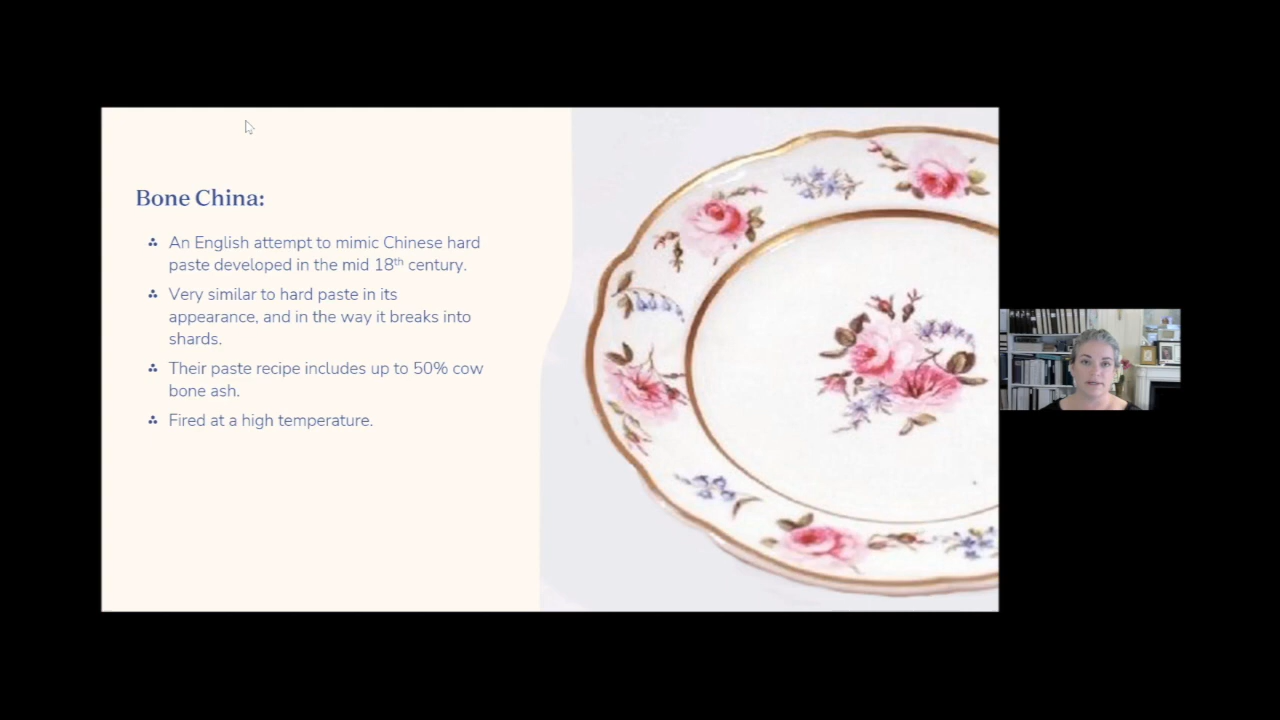 Bone China:
An English attempt to mimic Chinese hard
paste developed in the mid 18th century.
Very similar to hard paste in its
appearance, and in the way it breaks into
shards.
Their paste recipe includes up to 50% cow
bone ash.
Fired at a high temperature.